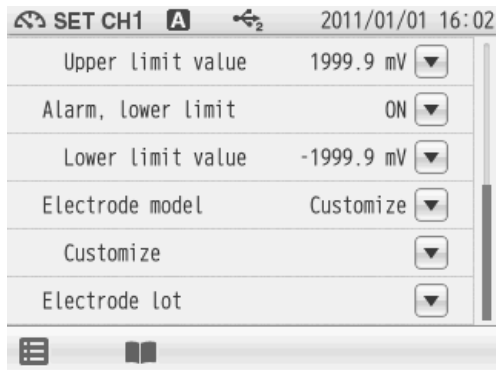 SET CH1 A 2 2011/01/01 16:02
Upper limit value 1999.9 mV
Alarm, lower limit ON
Lower limit value -1999.9 mV
Electrode model Customize
Customize
Electrode lot